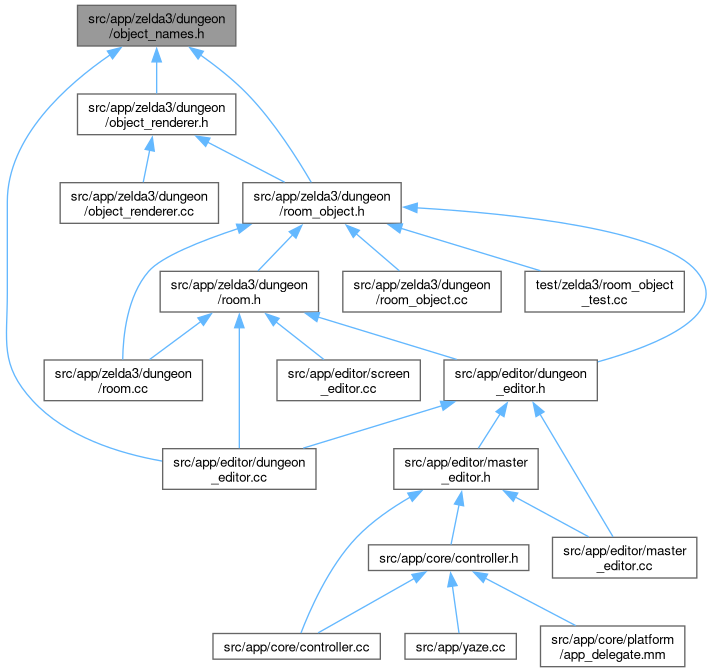 src/app/zelda3/dungeon
/object_names.h
src/app/zelda3/dungeon
/object_renderer.h
src/app/zelda3/dungeon
/object_renderer.cc
src/app/zelda3/dungeon
/room_object.h
src/app/zelda3/dungeon
/room.h
src/app/zelda3/dungeon
/room_object.cc
test/zelda3/room_object
_test.cc
src/app/zelda3/dungeon
/room.cc
src/app/editor/screen
_editor.cc
src/app/editor/dungeon
_editor.h
src/app/editor/dungeon
_editor.cc
src/app/editor/master
_editor.h
src/app/core/controller.h
src/app/editor/master
_editor.cc
src/app/core/controller.cc
src/app/yaze.cc
src/app/core/platform
/app_delegate.mm